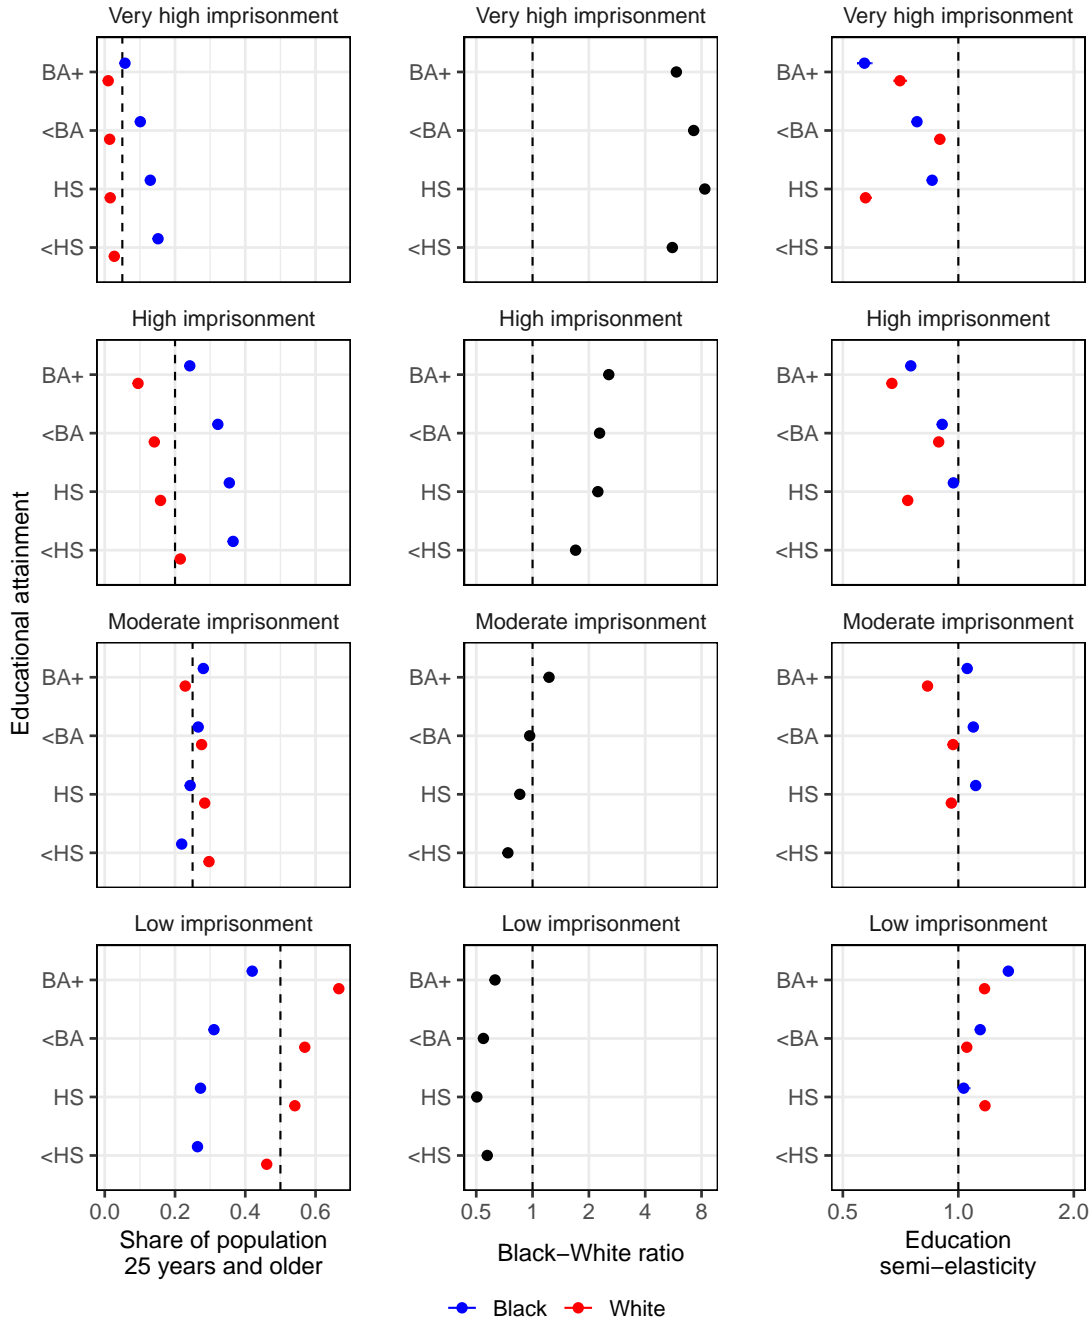 Very high imprisonment
Very high imprisonment
Very high imprisonment
BA+
<BA
HS
<HS
BA+
<BA
HS
<HS
BA+
<BA
HS
<HS
High imprisonment
High imprisonment
High imprisonment
BA+
<BA
HS
<HS
BA+
<BA
HS
<HS
BA+
<BA
HS
<HS
Educational attainment
Moderate imprisonment
Moderate imprisonment
Moderate imprisonment
BA+
<BA
HS
<HS
BA+
<BA
HS
<HS
BA+
<BA
HS
<HS
Low imprisonment
Low imprisonment
Low imprisonment
BA+
<BA
HS
<HS
BA+
<BA
HS
<HS
BA+
<BA
HS
<HS
0.0 0.2 0.4 0.6
0.5 1 2 4 8
0.5 1.0 2.0
Share of population
25 years and older
Black−White ratio
Education
semi−elasticity
Black White